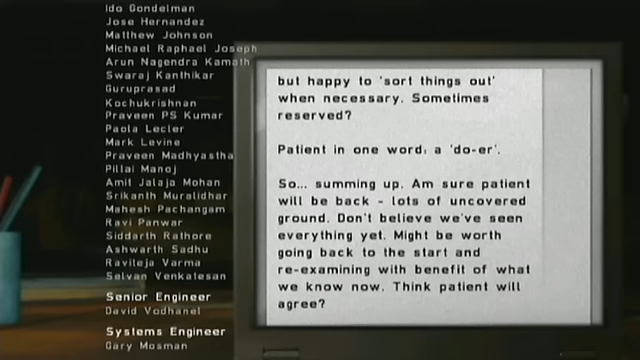 Ido Gondelman
Jose Hernandez
Matthew Johnson
Michael Raphael Joseph
Arun Nagendra Kamath
Swaraj Kanthikar
Guruprasad
Kochukrishnan
Praveen PS Kumar
Paola Lecler
Mark Levine
Praveen Madhyastha
Pillai Manoj
Amit Jalaja Mohan
Srikanth Muralidhar
Mahesh Pachangam
Ravi Panwar
Siddarth Rathore
Ashwarth Sadhu
Raviteja Varma
Selvan Venkatesan
Senior Engineer
David Vodhanel
Systems Engineer
Gary Mosman
but happy to 'sort things out'
when necessary. Sometimes
reserved?
Patient in one word: a 'do-er'.
So... summing up. Am sure patient
will be back - lots of uncovered
ground. Don't believe we've seen
everything yet. Might be worth
going back to the start and
re-examining with benefit of what
we know now. Think patient will
agree?